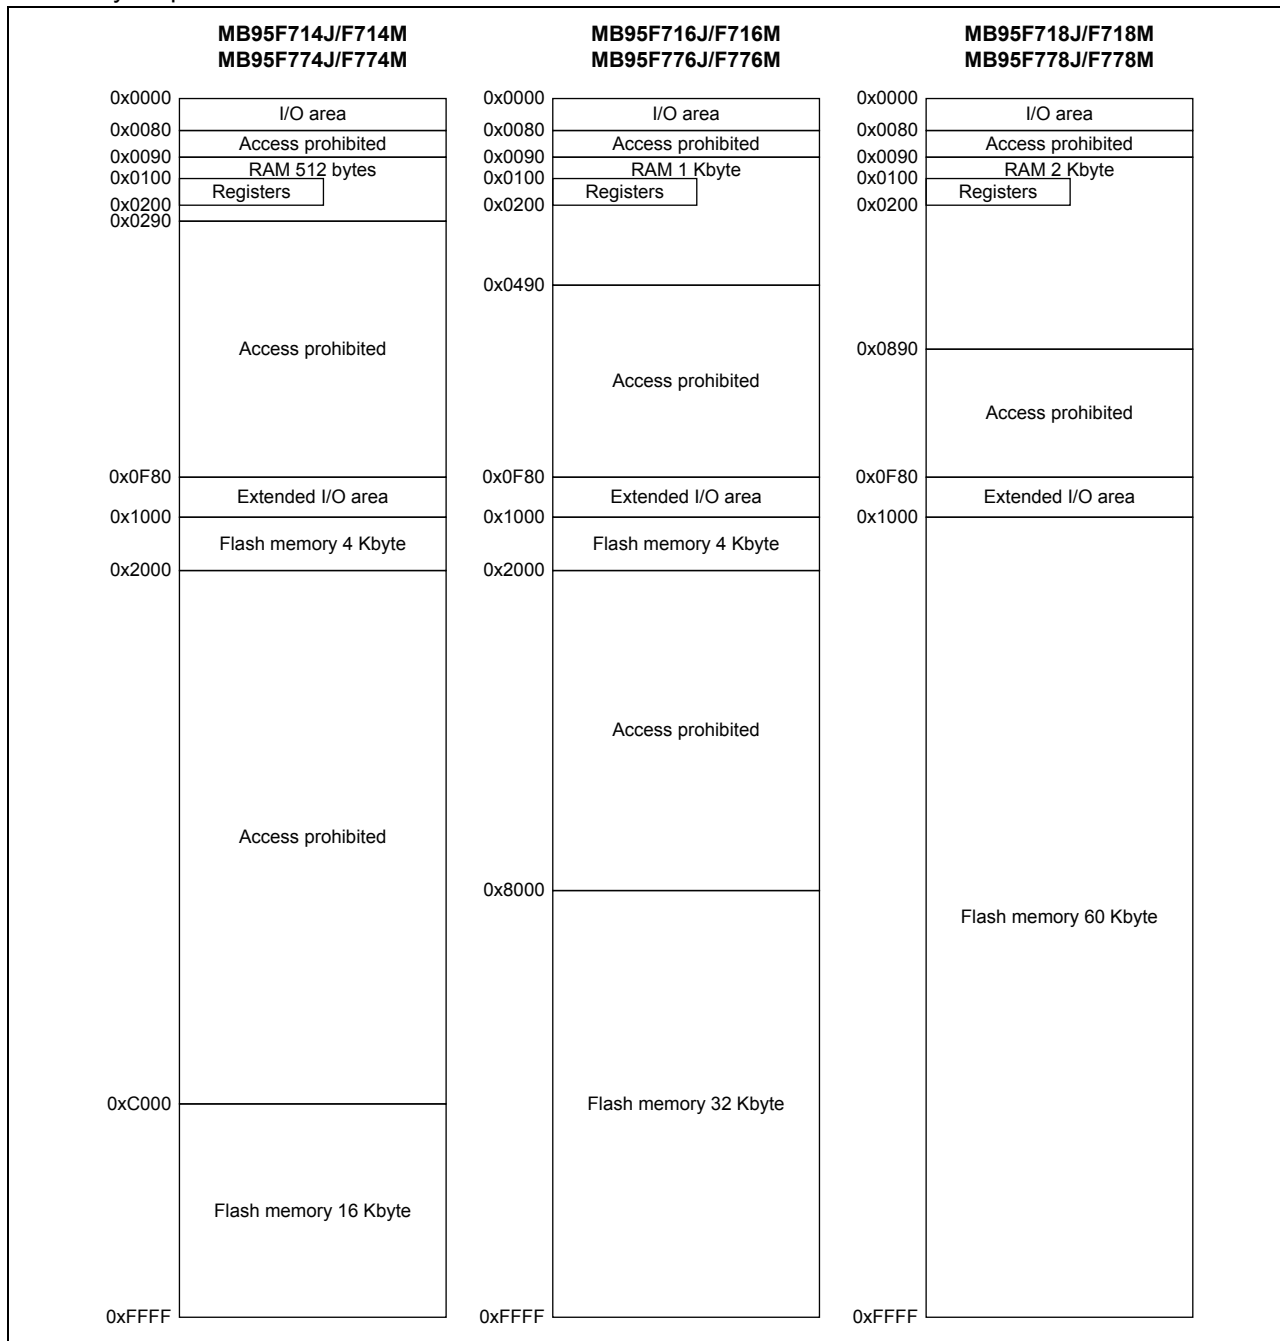 MB95F714J/F714M
MB95F774J/F774M
0x0000
I/O area
0x0080
Access prohibited
0x0090
RAM 512 bytes
0x0100
Registers
0x0200
0x0290
Access prohibited
0x0F80
Extended I/O area
0x1000
Flash memory 4 Kbyte
0x2000
Access prohibited
0xC000
Flash memory 16 Kbyte
0xFFFF
MB95F716J/F716M
MB95F776J/F776M
0x0000
I/O area
0x0080
Access prohibited
0x0090
RAM 1 Kbyte
0x0100
Registers
0x0200
0x0490
Access prohibited
0x0F80
Extended I/O area
0x1000
Flash memory 4 Kbyte
0x2000
Access prohibited
0x8000
Flash memory 32 Kbyte
0xFFFF
MB95F718J/F718M
MB95F778J/F778M
0x0000
I/O area
0x0080
Access prohibited
0x0090
RAM 2 Kbyte
0x0100
Registers
0x0200
0x0890
Access prohibited
0x0F80
Extended I/O area
0x1000
Flash memory 60 Kbyte
0xFFFF